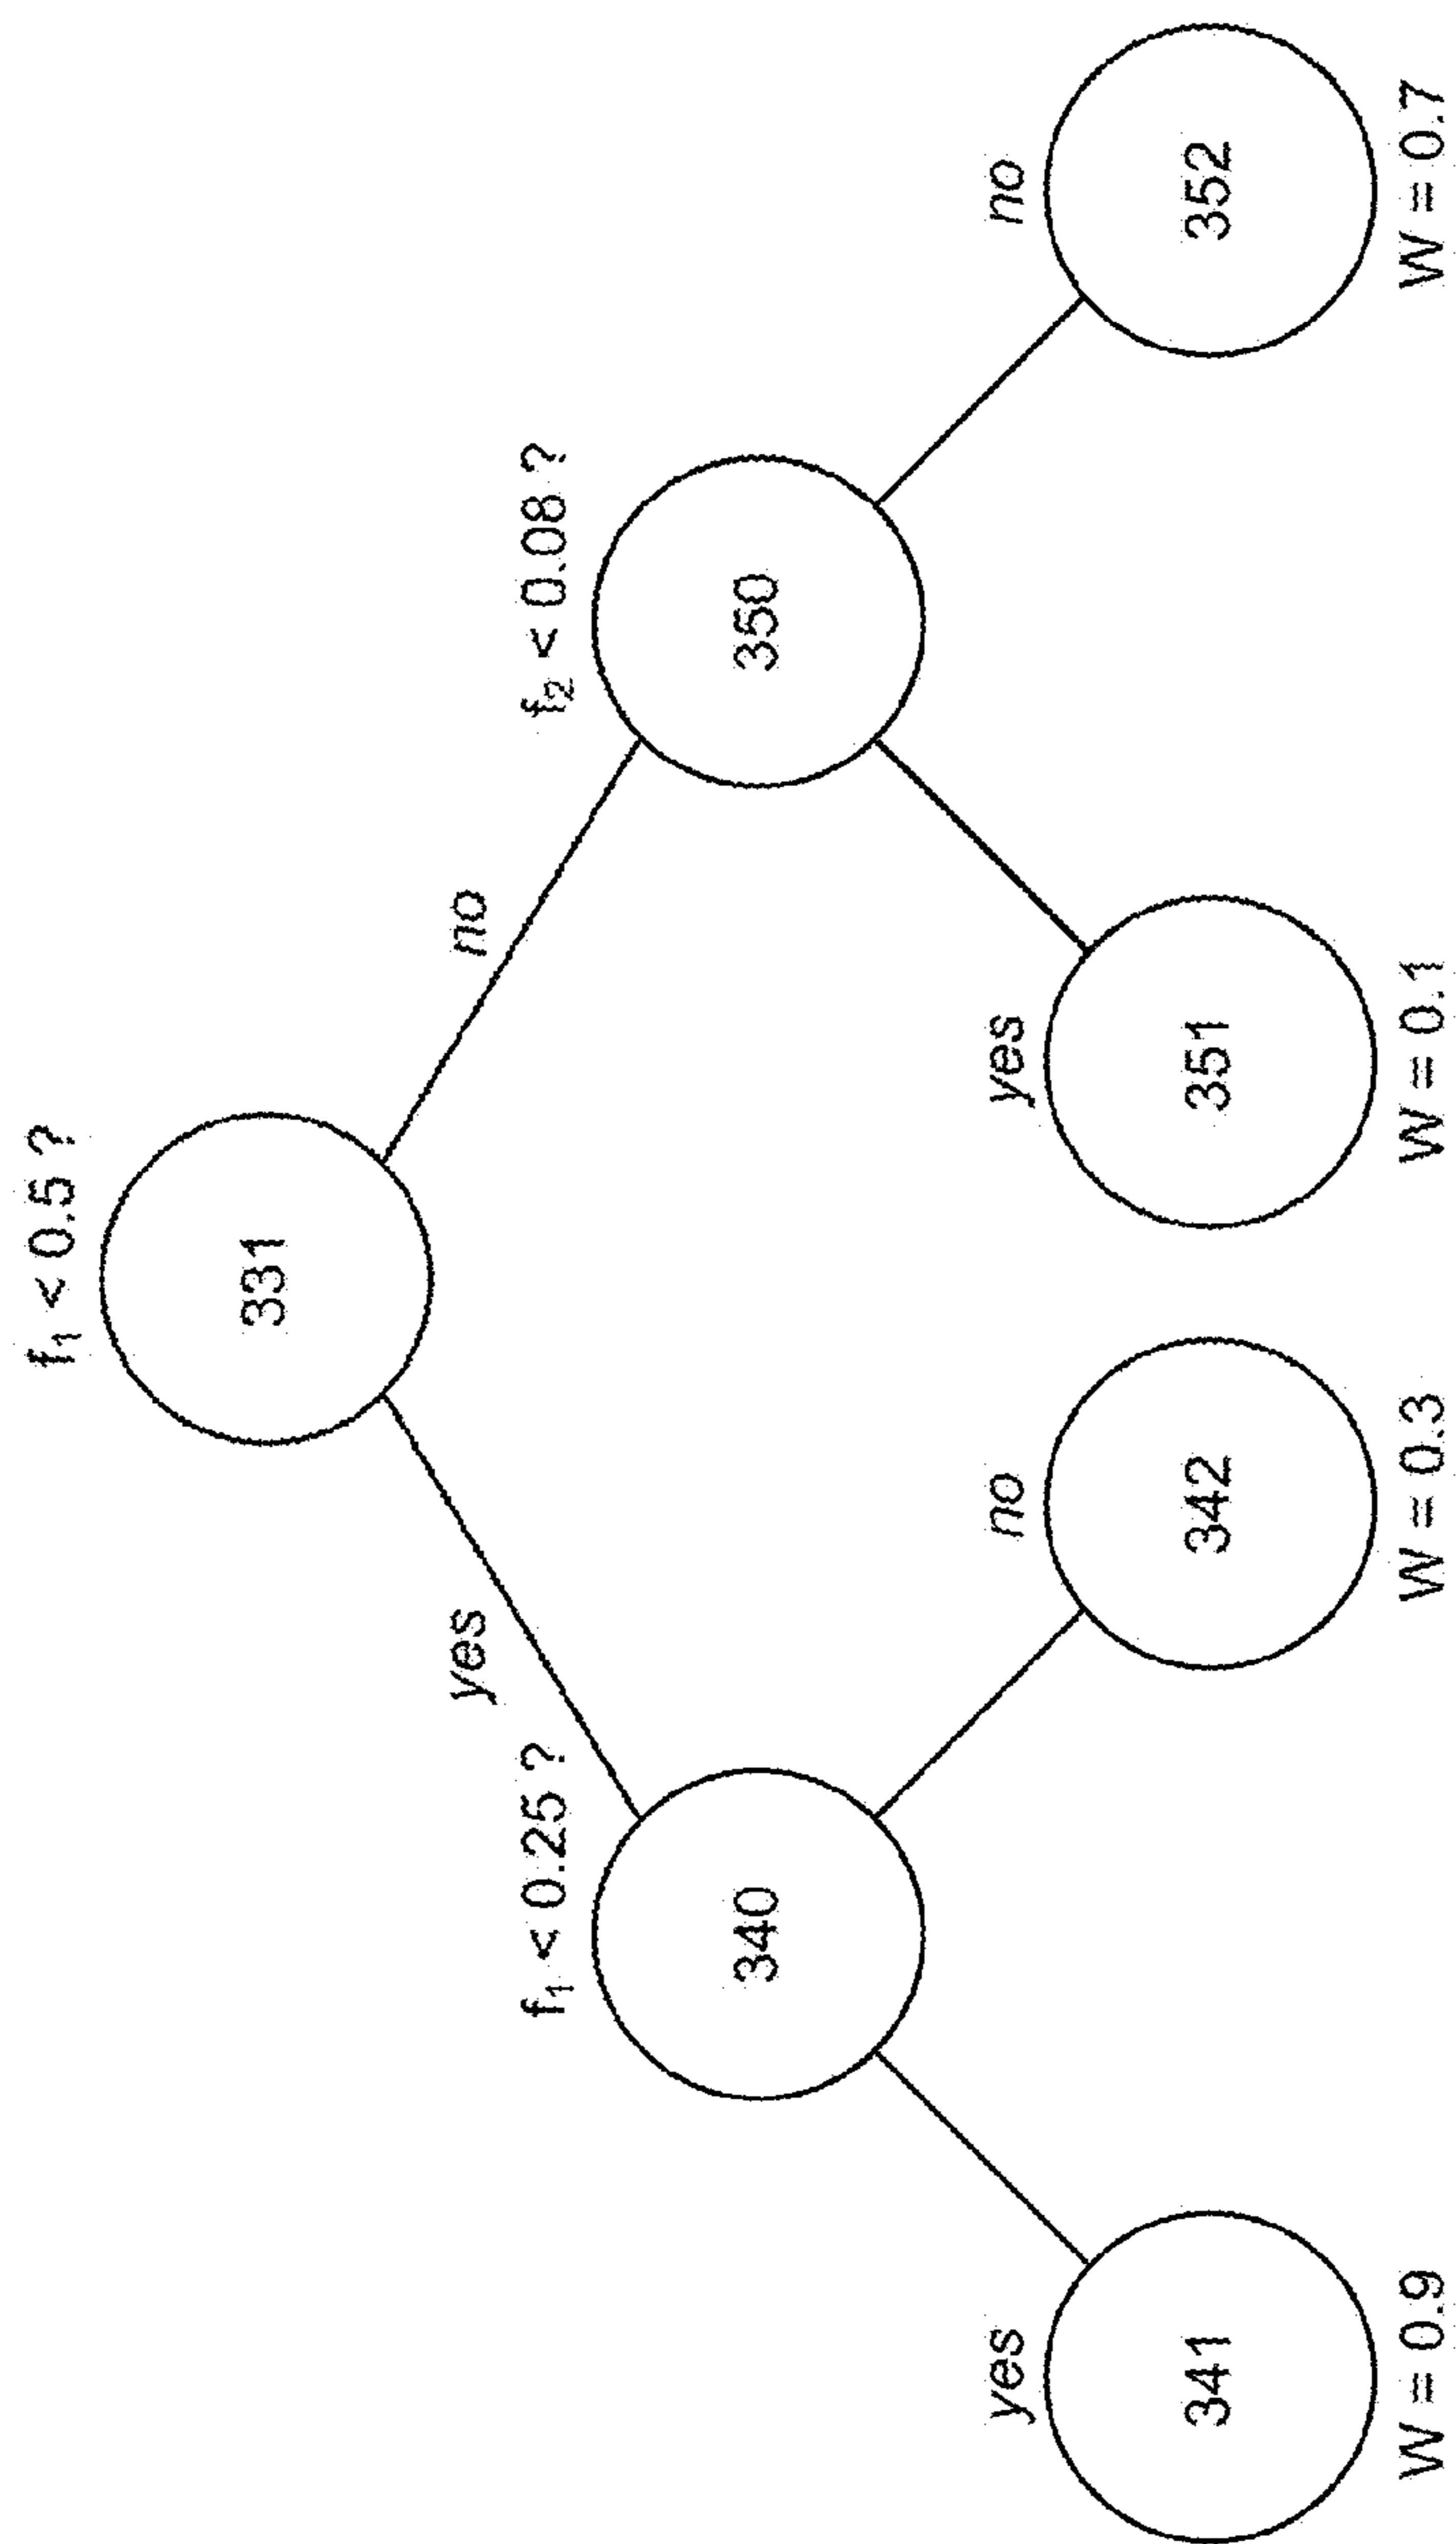 f₁ < 0.5 ?
331
yes
no
f₁ < 0.25 ?
f₂ < 0.08 ?
340
350
yes
no
yes
no
341
342
351
352
W = 0.9
W = 0.3
W = 0.1
W = 0.7